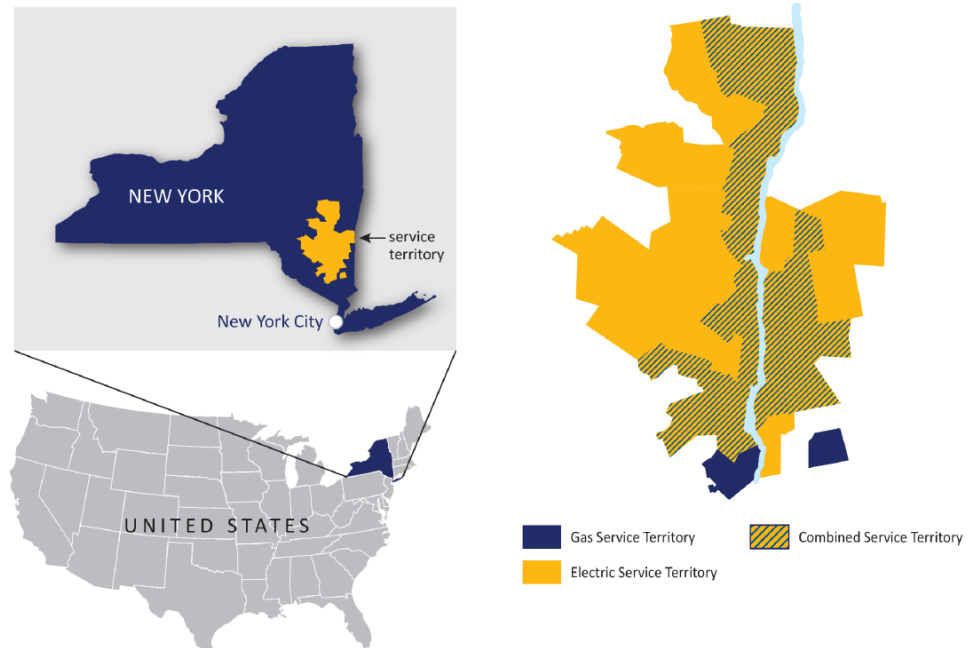 NEW YORK
service
territory
New York City
UNITED STATES
Gas Service Territory
Combined Service Territory
Electric Service Territory